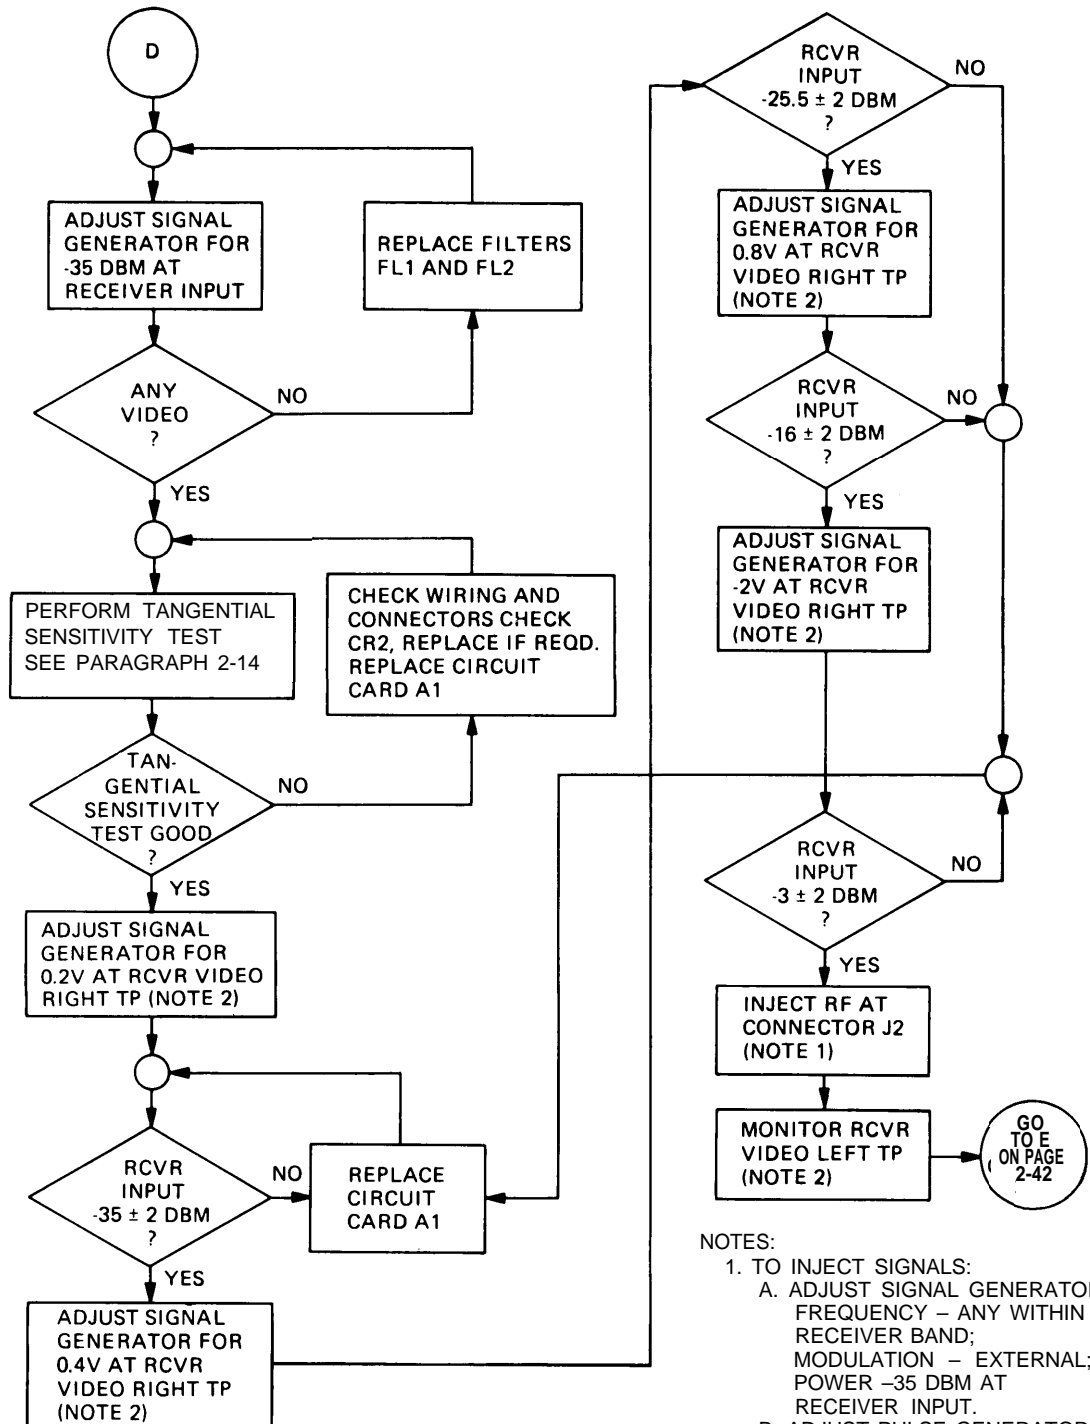 D
ADJUST SIGNAL
GENERATOR FOR
-35 DBM AT
RECEIVER INPUT
REPLACE FILTERS
FL1 AND FL2
ANY
VIDEO
?
NO
YES
PERFORM TANGENTIAL
SENSITIVITY TEST
SEE PARAGRAPH 2-14
CHECK WIRING AND
CONNECTORS CHECK
CR2, REPLACE IF REQD.
REPLACE CIRCUIT
CARD A1
TAN-
GENTIAL
SENSITIVITY
TEST GOOD
?
NO
YES
ADJUST SIGNAL
GENERATOR FOR
0.2V AT RCVR VIDEO
RIGHT TP (NOTE 2)
RCVR
INPUT
-35 ± 2 DBM
?
NO
REPLACE
CIRCUIT
CARD A1
YES
ADJUST SIGNAL
GENERATOR FOR
0.4V AT RCVR
VIDEO RIGHT TP
(NOTE 2)
RCVR
INPUT
-25.5 ± 2 DBM
?
NO
YES
ADJUST SIGNAL
GENERATOR FOR
0.8V AT RCVR
VIDEO RIGHT TP
(NOTE 2)
RCVR
INPUT
-16 ± 2 DBM
?
NO
YES
ADJUST SIGNAL
GENERATOR FOR
-2V AT RCVR
VIDEO RIGHT TP
(NOTE 2)
RCVR
INPUT
-3 ± 2 DBM
?
NO
YES
INJECT RF AT
CONNECTOR J2
(NOTE 1)
MONITOR RCVR
VIDEO LEFT TP
(NOTE 2)
GO
TO E
ON PAGE
2-42
NOTES:
1. TO INJECT SIGNALS:
A. ADJUST SIGNAL GENERATOR
FREQUENCY – ANY WITHIN
RECEIVER BAND;
MODULATION – EXTERNAL;
POWER –35 DBM AT
RECEIVER INPUT.
B. ADJUST PULSE GENERATOR